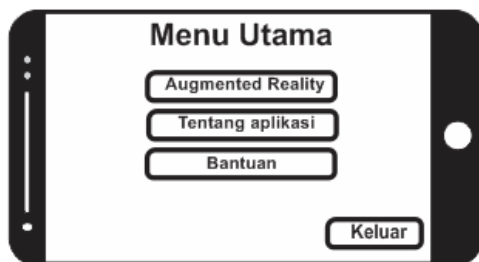 Menu Utama
Augmented Reality
Tentang aplikasi
Bantuan
Keluar